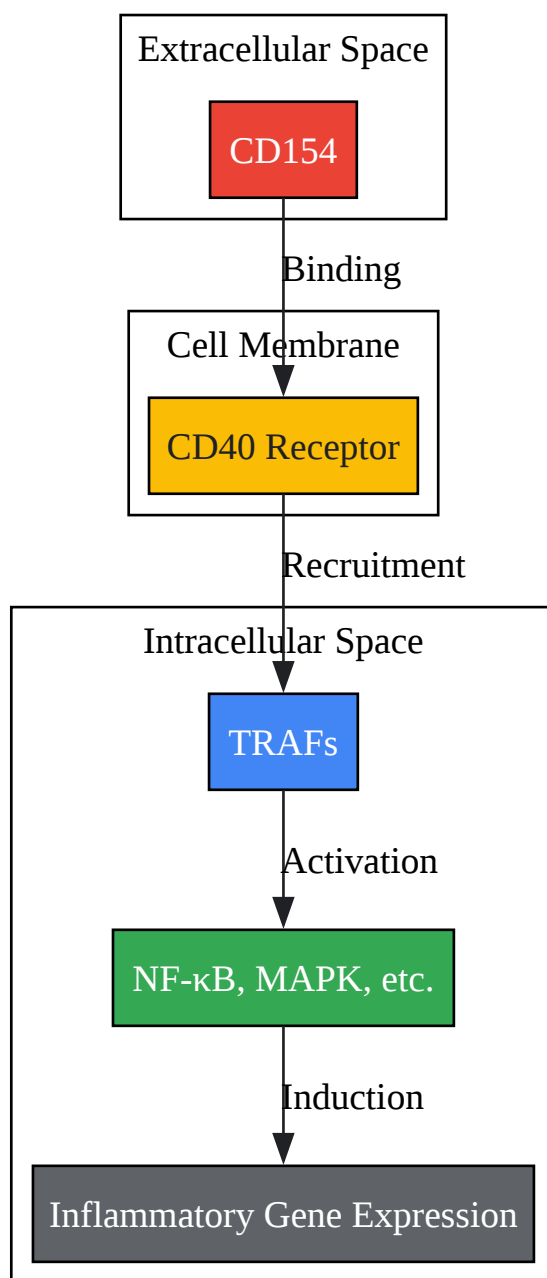 Extracellular Space
CD154
Binding
Cell Membrane
CD40 Receptor
Recruitment
Intracellular Space
TRAFs
Activation
NF-κB, MAPK, etc.
Induction
Inflammatory Gene Expression